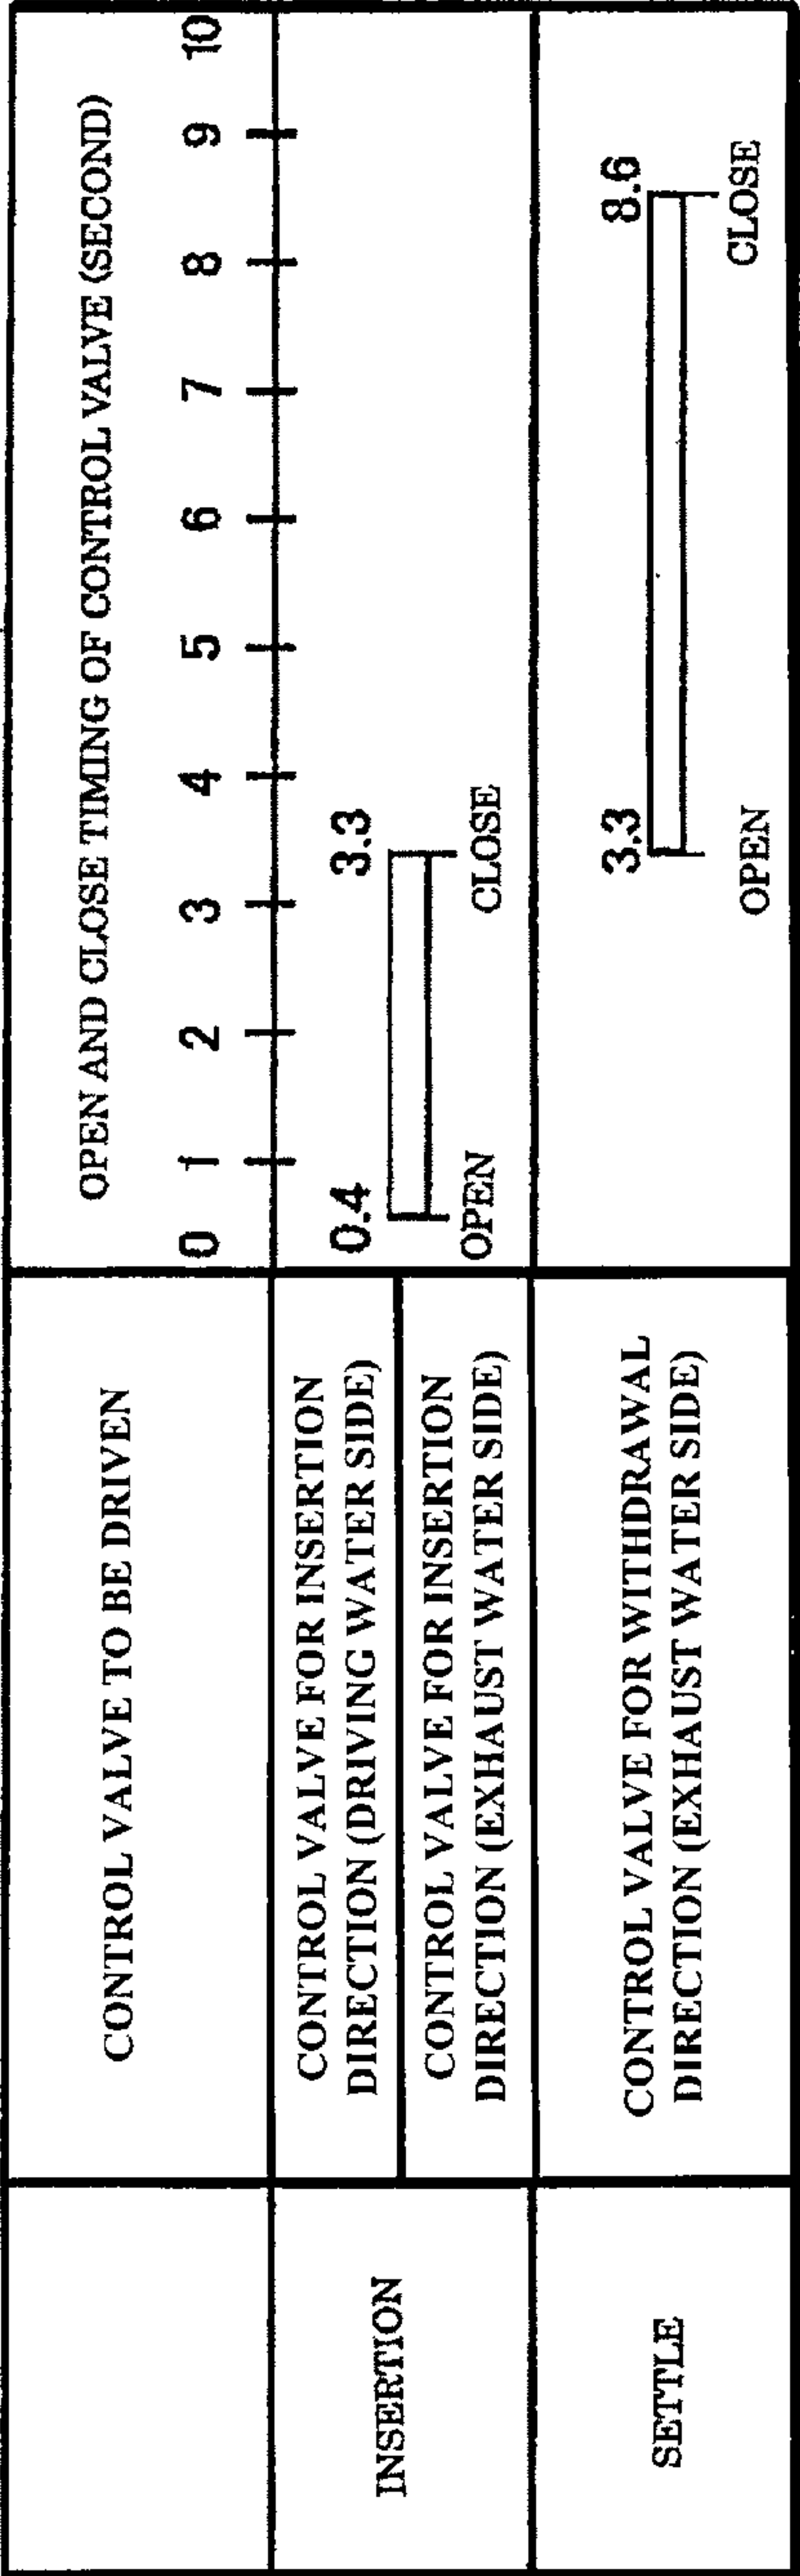 CONTROL VALVE TO BE DRIVEN
OPEN AND CLOSE TIMING OF CONTROL VALVE (SECOND)
0 1 2 3 4 5 6 7 8 9 10
INSERTION
CONTROL VALVE FOR INSERTION
DIRECTION (DRIVING WATER SIDE)
CONTROL VALVE FOR INSERTION
DIRECTION (EXHAUST WATER SIDE)
0.4 3.3
OPEN CLOSE
SETTLE
CONTROL VALVE FOR WITHDRAWAL
DIRECTION (EXHAUST WATER SIDE)
3.3 8.6
OPEN CLOSE